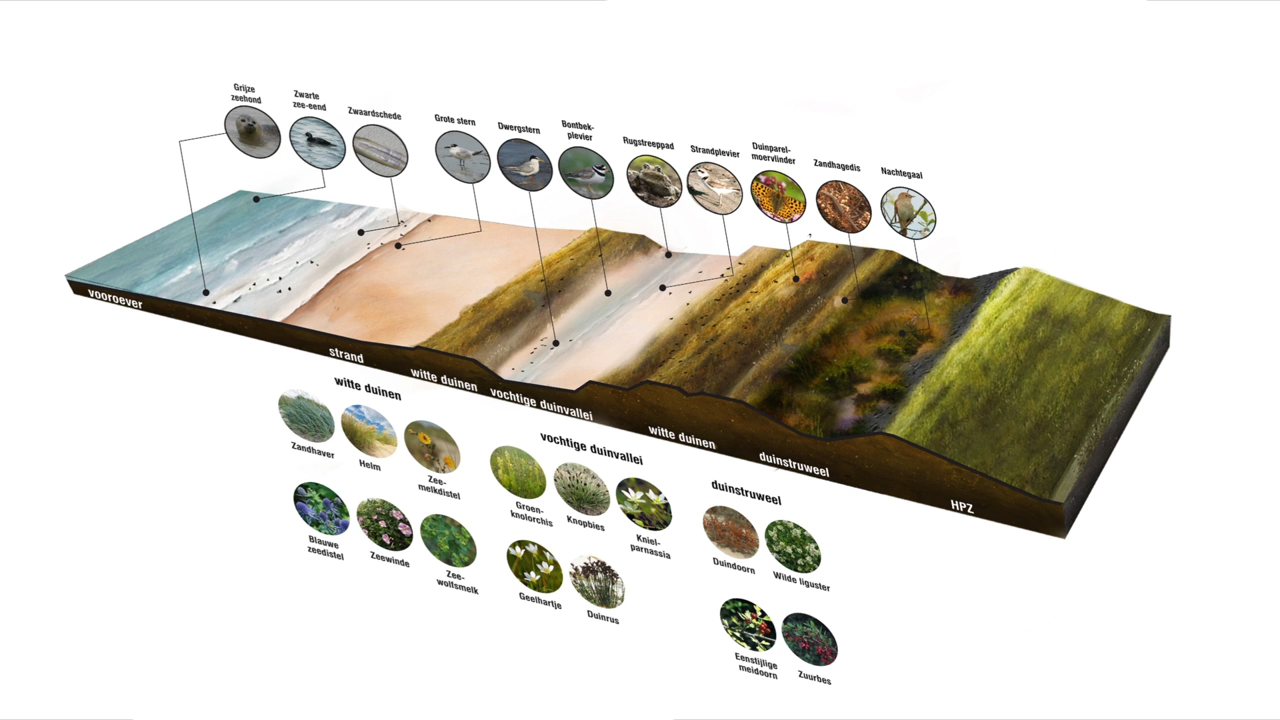 Grijze
zeehond
Zwarte
zee-eend
Zwaardschede
Grote stern
Dwergstern
Bontbek-
plevier
Rugstreeppad
Strandplevier
Duinparel-
moervlinder
Zandhagedis
Nachtegaal
vooroever
strand
witte duinen
vochtige duinvallei
witte duinen
duinstruweel
HPZ
witte duinen
Zandhaver
Helm
Zee-
melkdistel
Blauwe
zeedistel
Zeewinde
Zee-
wolfsmelk
vochtige duinvallei
Groen-
knolorchis
Knopbies
Kniel-
parnassia
Geelhartje
Duinrus
duinstruweel
Duindoorn
Wilde liguster
Eenstijlige
meidoorn
Zuurbes